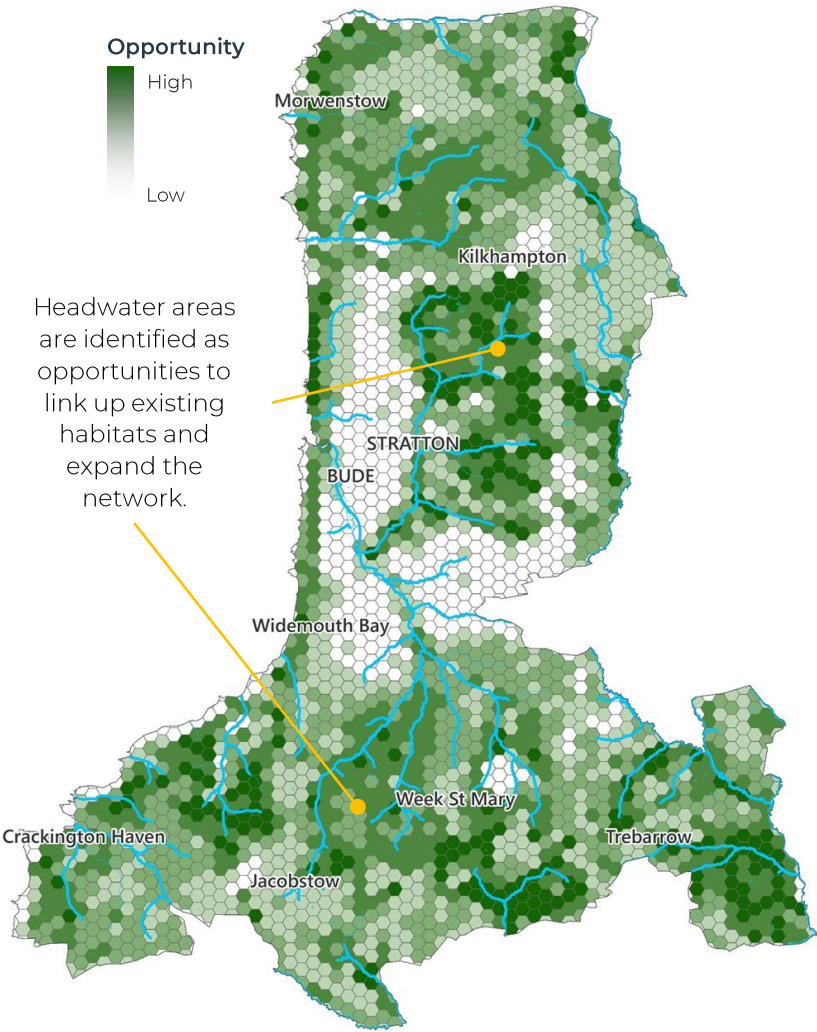 Opportunity
High
Low
Morwenstow
Kilkhampton
Headwater areas
are identified as
opportunities to
link up existing
habitats and
expand the
network.
STRATTON
BUDE
Widemouth Bay
Week St Mary
Crackington Haven
Trebarrow
Jacobstow